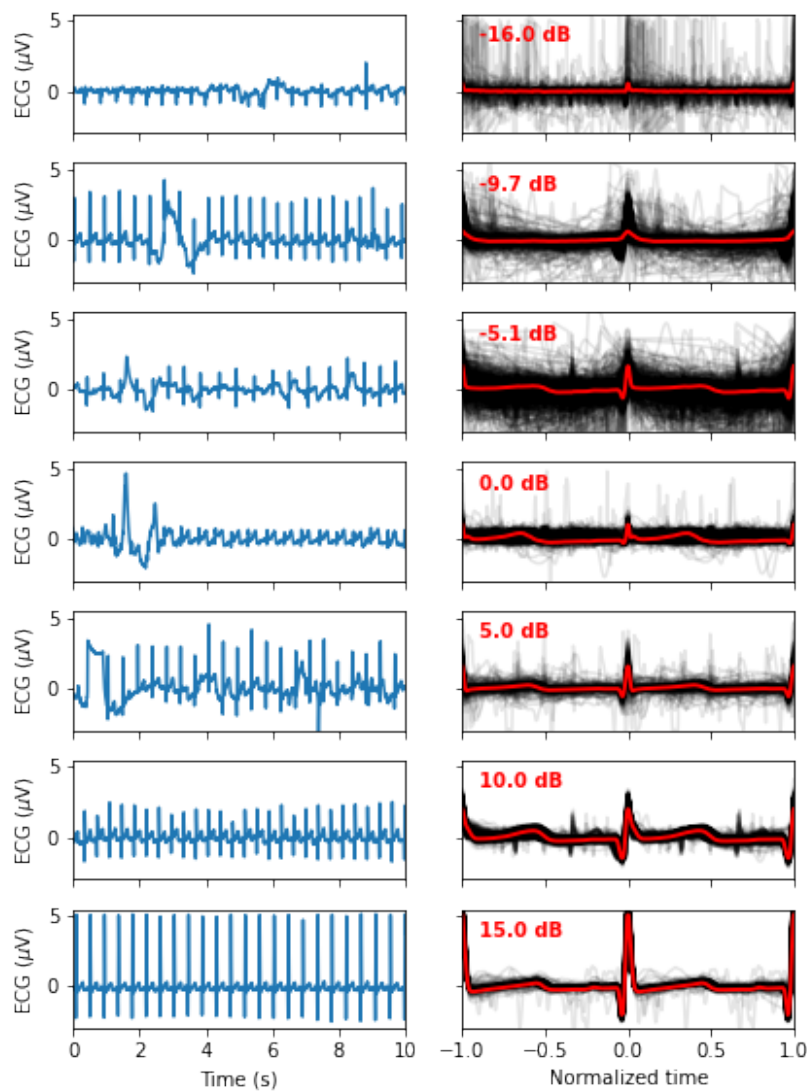 5
0
ECG (μV)
-16.0 dB
5
0
ECG (μV)
-9.7 dB
5
0
ECG (μV)
-5.1 dB
5
0
ECG (μV)
0.0 dB
5
0
ECG (μV)
5.0 dB
5
0
ECG (μV)
10.0 dB
5
0
ECG (μV)
15.0 dB
0 2 4 6 8 10
Time (s)
−1.0 −0.5 0.0 0.5 1.0
Normalized time